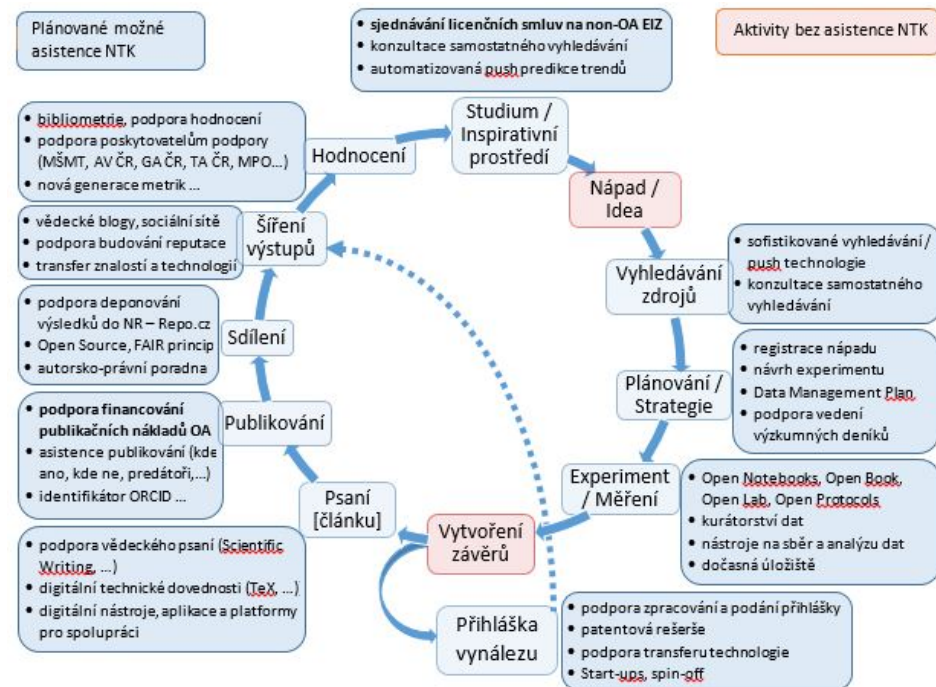 Plánované možné
asistence NTK
• sjednávání licenčních smluv na non-OA EIZ
• konzultace samostatného vyhledávání
• automatizovaná push predikce trendů
Aktivity bez asistence NTK
Studium /
Inspirativní
prostředí
Nápad /
Idea
Vyhledávání
zdrojů
• sofistikované vyhledávání /
push technologie
• konzultace samostatného
vyhledávání
Plánování /
Strategie
• registrace nápadu
• návrh experimentu
• Data Management Plan,
• podpora vedení
výzkumných deníků
Experiment
/ Měření
• Open Notebooks, Open Book,
Open Lab, Open Protocols
• kurátorství dat
• nástroje na sběr a analýzu dat
• dočasná úložiště
Vytvoření
závěrů
Přihláška
vynálezu
• podpora zpracování a podání přihlášky
• patentová rešerše
• podpora transferu technologie
• Start-ups, spin-off
Psaní
[článku]
• podpora vědeckého psaní (Scientific
Writing, ...)
• digitální technické dovednosti (TeX, ...)
• digitální nástroje, aplikace a platformy
pro spolupráci
Publikování
• podpora financování
publikačních nákladů OA
• asistence publikování (kde
ano, kde ne, predátoři,...)
• identifikátor ORCID ...
Sdílení
• podpora deponování
výsledků do NR – Repo.cz
• Open Source, FAIR princip
• autorsko-právní poradna
Šíření
výstupů
• vědecké blogy, sociální sítě
• podpora budování reputace
• transfer znalostí a technologií
Hodnocení
• bibliometrie, podpora hodnocení
• podpora poskytovatelům podpory
(MŠMT, AV ČR, GA ČR, TA ČR, MPO...)
• nová generace metrik ...